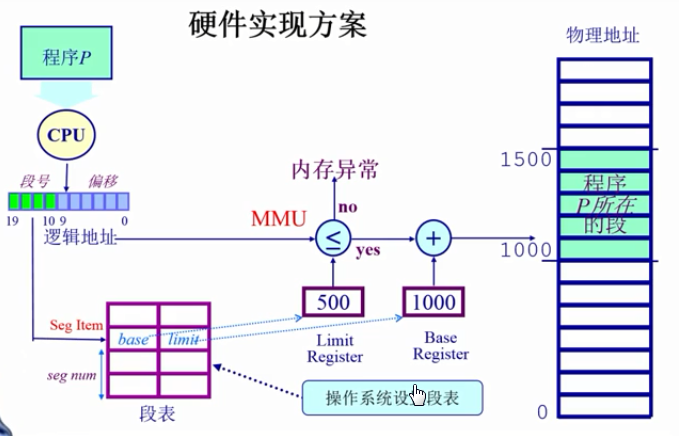 硬件实现方案
物理地址
程序P
CPU
段号 偏移
19 10 9 0
逻辑地址
MMU
内存异常
no
≤
yes
+
500
1000
Limit
Register
Base
Register
1500
程序
P所在
的段
1000
0
Seg Item
base limit
seg num
段表
操作系统设 段表